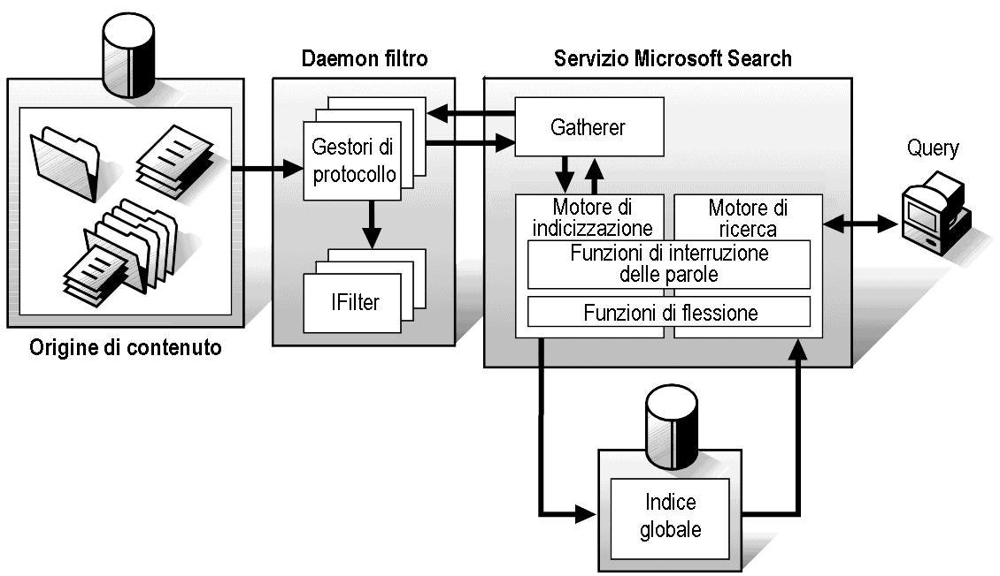 Daemon filtro
Servizio Microsoft Search
Gestori di
protocollo
Gatherer
Query
Motore di
indicizzazione
Motore di
ricerca
Funzioni di interruzione
delle parole
IFilter
Funzioni di flessione
Origine di contenuto
Indice
globale